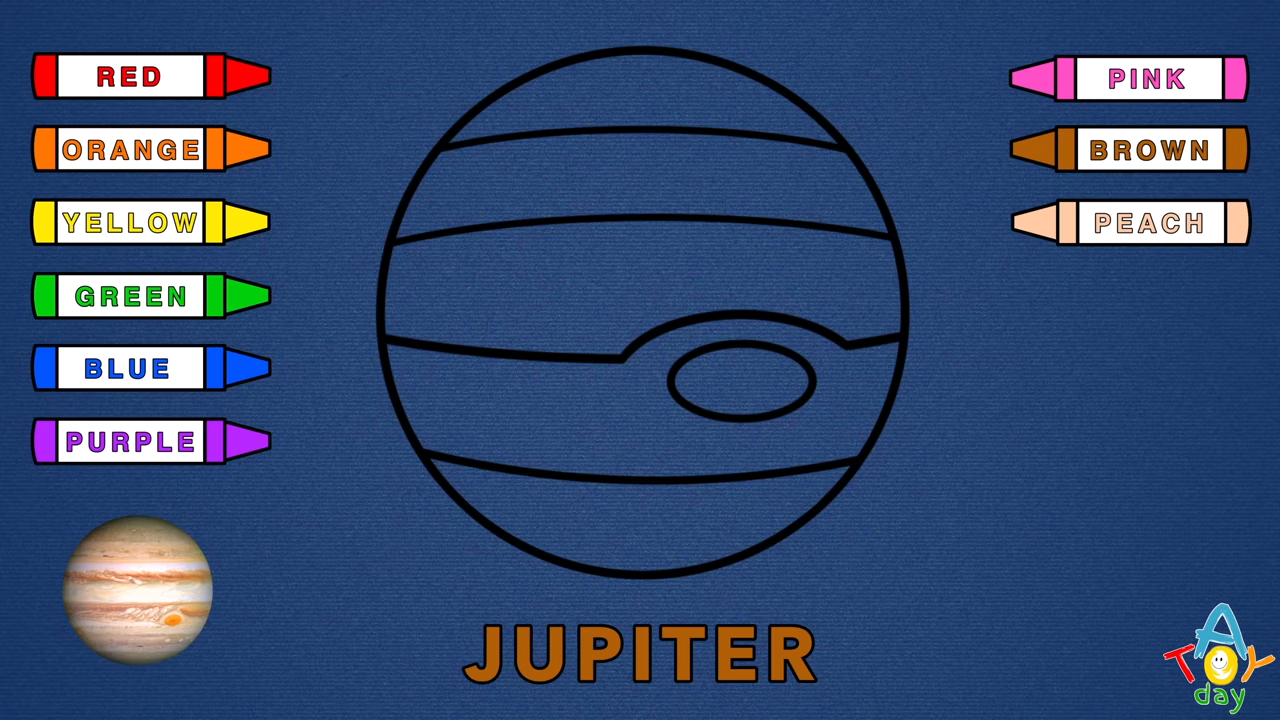 RED
ORANGE
YELLOW
GREEN
BLUE
PURPLE
PINK
BROWN
PEACH
JUPITER
A
TOY
day